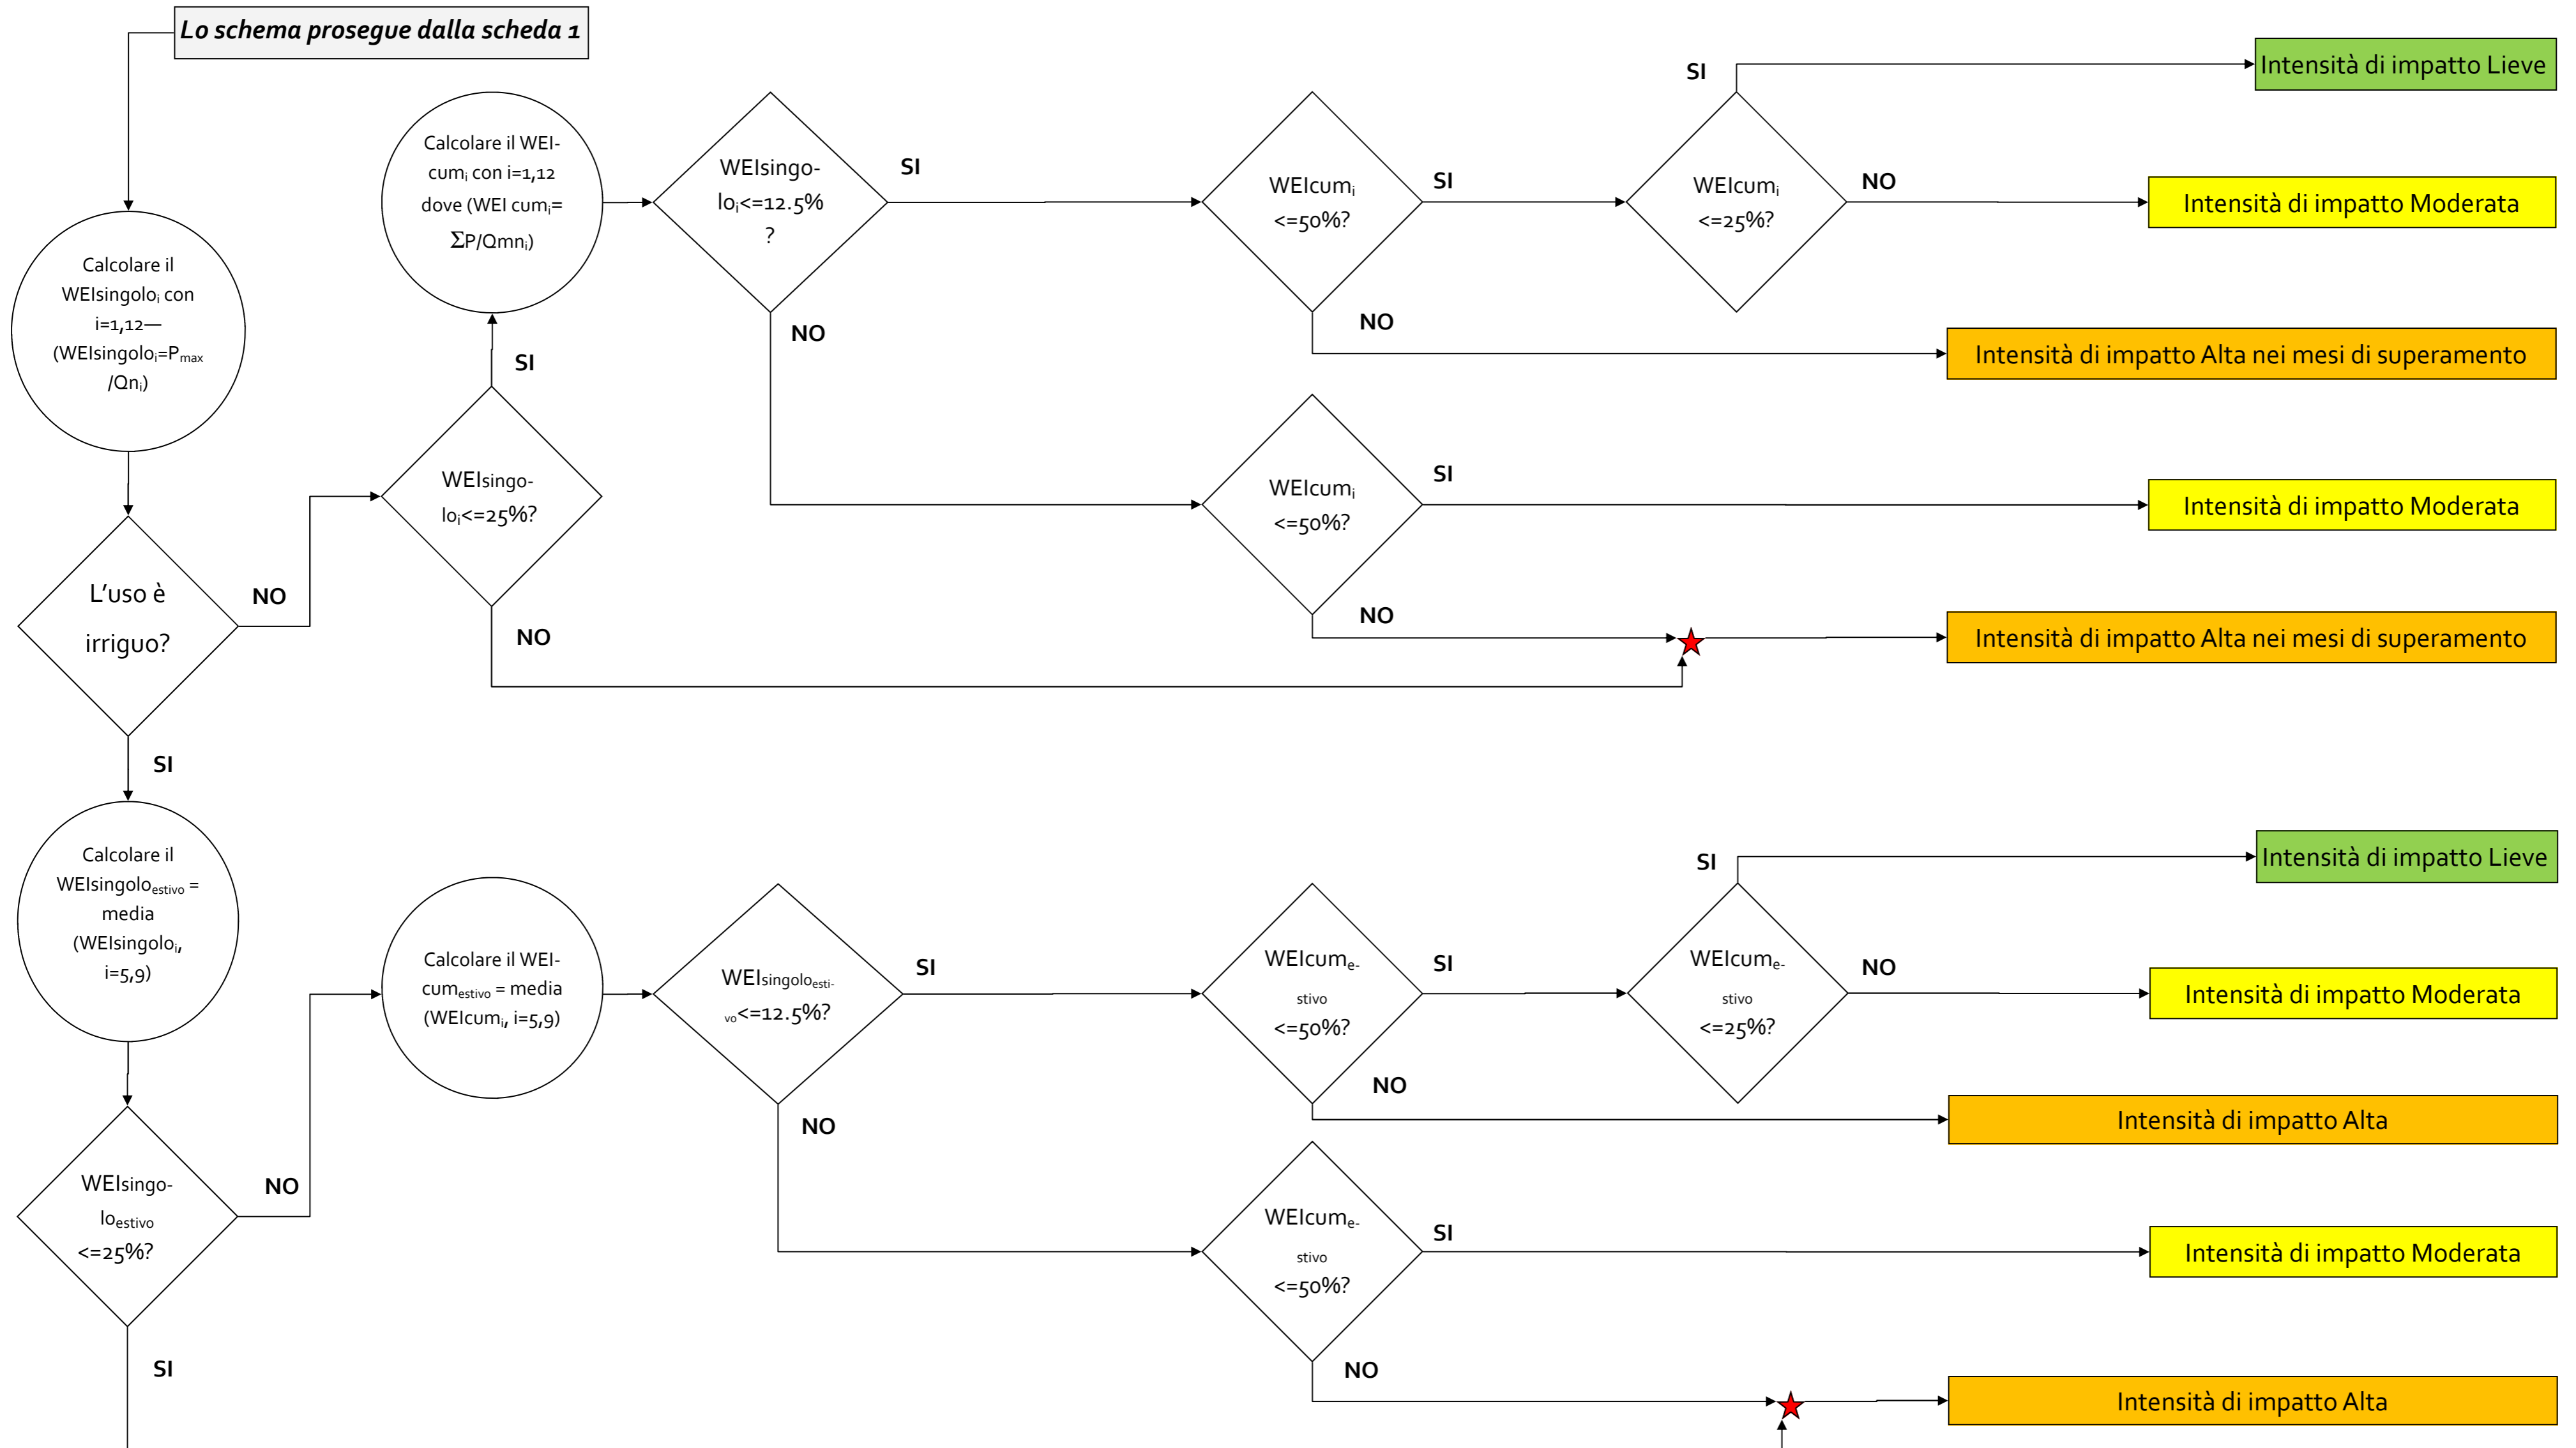 Lo schema prosegue dalla scheda 1
Calcolare il
WEIsingoloi con
i=1,12—
(WEIsingoloi=Pmax
/Qni)
L'uso è
irriguo?
NO
SI
WEIsingo-
loi<=25%?
SI
NO
Calcolare il WEI-
cumi con i=1,12
dove (WEI cumi=
ΣP/Qmni)
WEIsingo-
loi<=12.5%
?
SI
NO
WEIcumi
<=50%?
SI
NO
WEIcumi
<=25%?
SI
NO
Intensità di impatto Lieve
Intensità di impatto Moderata
Intensità di impatto Alta nei mesi di superamento
WEIcumi
<=50%?
SI
NO
Intensità di impatto Moderata
Intensità di impatto Alta nei mesi di superamento
Calcolare il
WEIsingoloestivo =
media
(WEIsingoloi,
i=5,9)
WEIsingo-
loestivo
<=25%?
NO
SI
Calcolare il WEI-
cumestivo = media
(WEIcumi, i=5,9)
WEIsingoloesti-
vo<=12.5%?
SI
NO
WEIcume-
stivo
<=50%?
SI
NO
WEIcume-
stivo
<=25%?
SI
NO
Intensità di impatto Lieve
Intensità di impatto Moderata
Intensità di impatto Alta
WEIcume-
stivo
<=50%?
SI
NO
Intensità di impatto Moderata
Intensità di impatto Alta